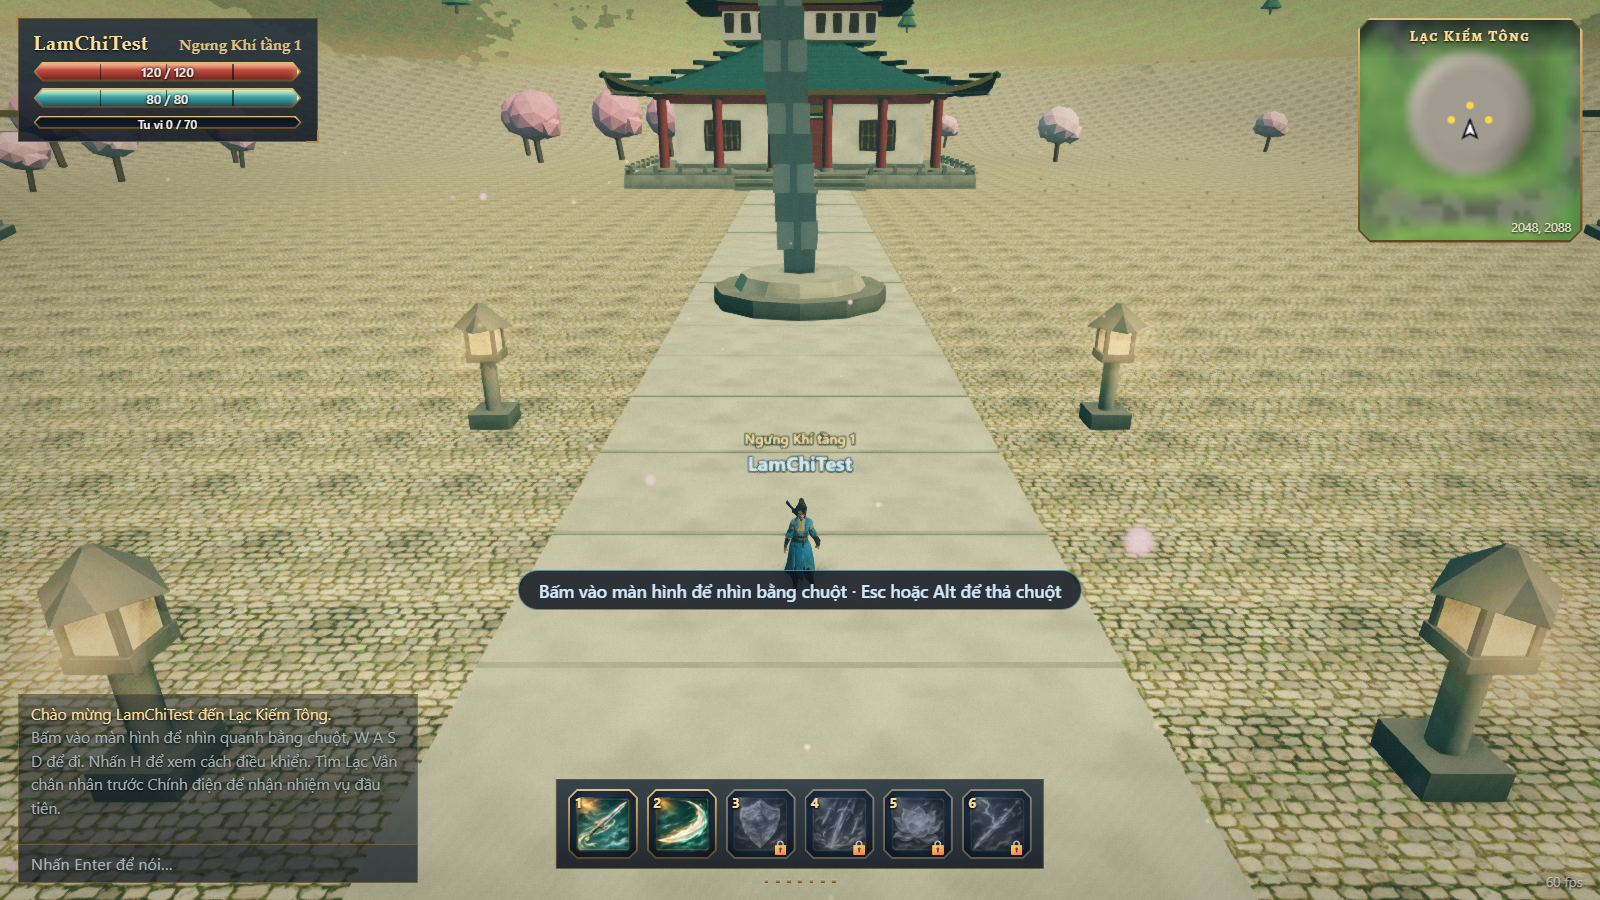 LamChiTest
Ngưng Khí tầng 1
120 / 120
80 / 80
Tu vi 0 / 70
Lạc Kiếm Tông
2048, 2088
Ngưng Khí tầng 1
LamChiTest
Bấm vào màn hình để nhìn bằng chuột · Esc hoặc Alt để thả chuột
Chào mừng LamChiTest đến Lạc Kiếm Tông.
Bấm vào màn hình để nhìn quanh bằng chuột, W A S
D để đi. Nhấn H để xem cách điều khiển. Tìm Lạc Vân
chân nhân trước Chính điện để nhận nhiệm vụ đầu
tiên.
Nhấn Enter để nói...
1
2
3
4
5
6
60 fps